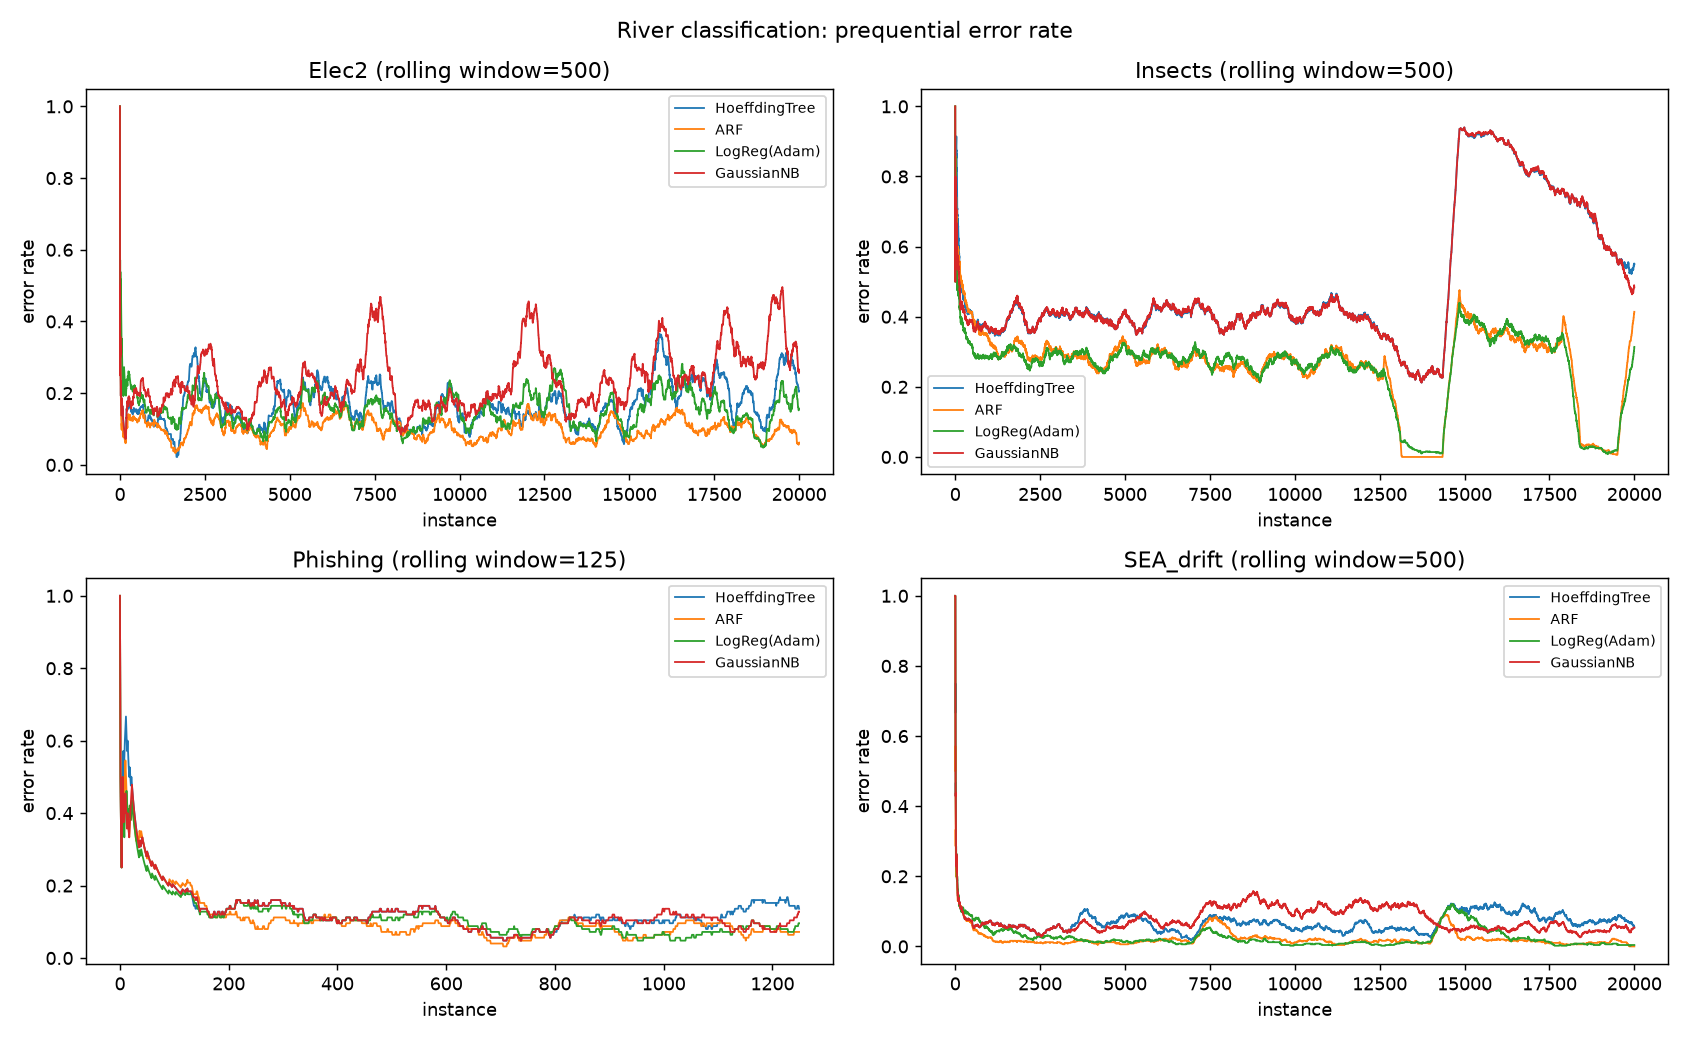 River classification: prequential error rate
Elec2 (rolling window=500)
1.0
0.8
0.6
0.4
0.2
0.0
error rate
HoeffdingTree
ARF
LogReg(Adam)
GaussianNB
0 2500 5000 7500 10000 12500 15000 17500 20000
instance
Insects (rolling window=500)
1.0
0.8
0.6
0.4
0.2
0.0
error rate
HoeffdingTree
ARF
LogReg(Adam)
GaussianNB
0 2500 5000 7500 10000 12500 15000 17500 20000
instance
Phishing (rolling window=125)
1.0
0.8
0.6
0.4
0.2
0.0
error rate
HoeffdingTree
ARF
LogReg(Adam)
GaussianNB
0 200 400 600 800 1000 1200
instance
SEA_drift (rolling window=500)
1.0
0.8
0.6
0.4
0.2
0.0
error rate
HoeffdingTree
ARF
LogReg(Adam)
GaussianNB
0 2500 5000 7500 10000 12500 15000 17500 20000
instance